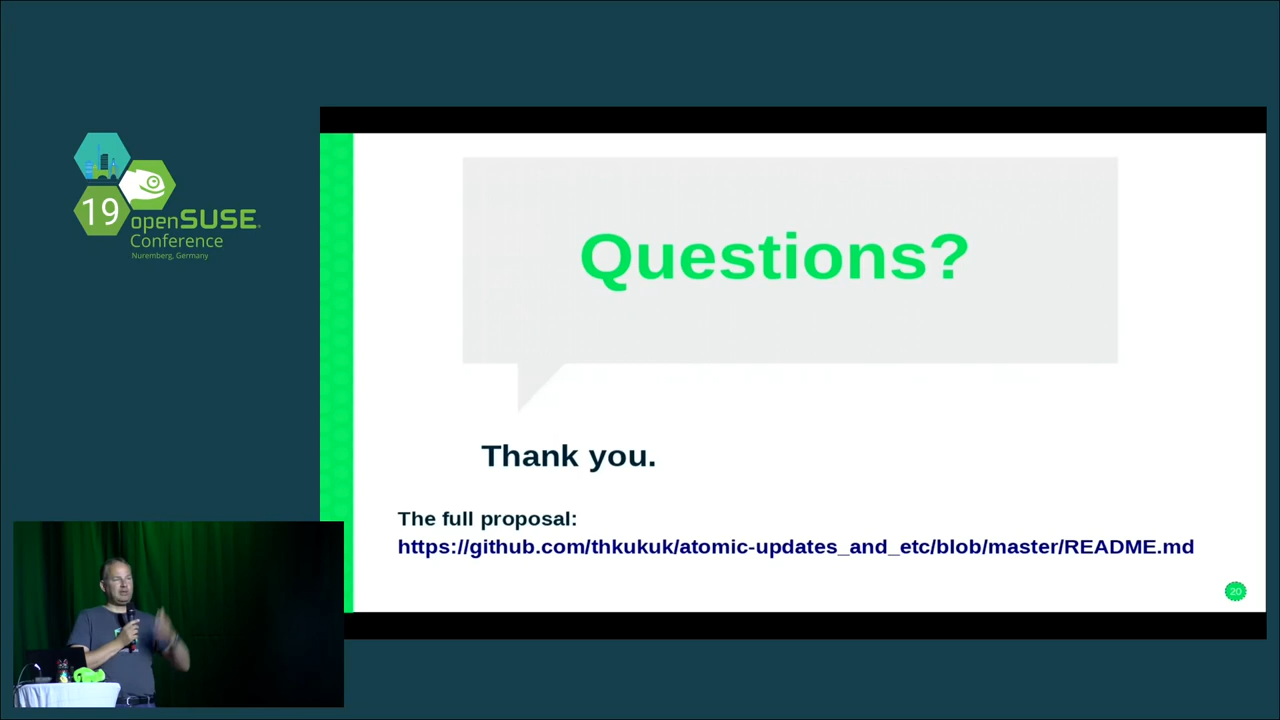 19
openSUSE
Conference
Nuremberg, Germany
Questions?
Thank you.
The full proposal:
https://github.com/thkukuk/atomic-updates_and_etc/blob/master/README.md
20